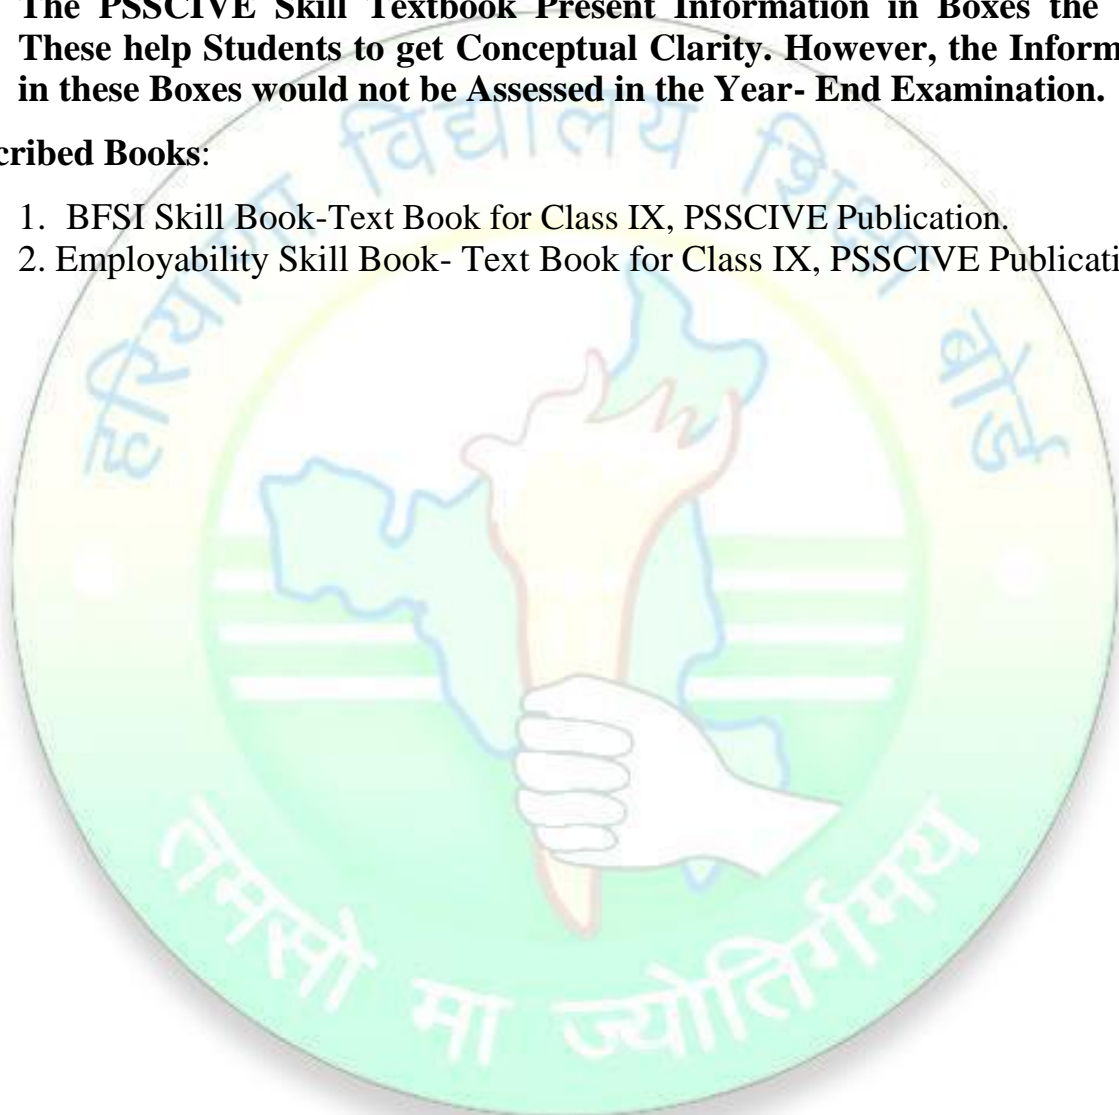 The PSSCIVE Skill Textbook Present Information in Boxes the
These help Students to get Conceptual Clarity. However, the Inform
in these Boxes would not be Assessed in the Year- End Examination.
cribed Books:
1. BFSI Skill Book-Text Book for Class IX, PSSCIVE Publication.
2. Employability Skill Book- Text Book for Class IX, PSSCIVE Publicati
हरियाणा विद्यालय शिक्षा बोर्ड
तमसो मा ज्योतिर्गमय